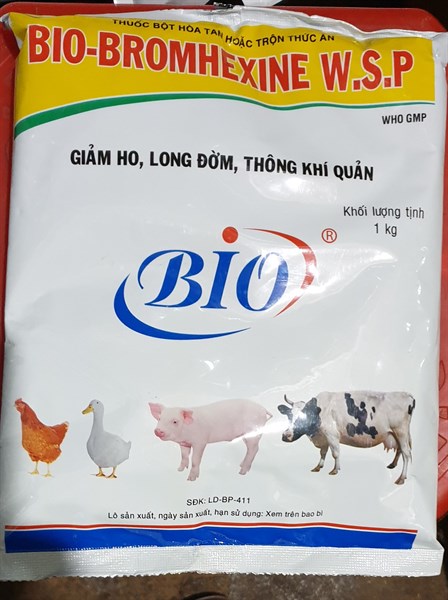 THUỐC BỘT HÒA TAN HOẶC TRỘN THỨC ĂN
BIO-BROMHEXINE W.S.P
WHO GMP
GIẢM HO, LONG ĐỜM, THÔNG KHÍ QUẢN
Khối lượng tịnh
1 kg
BIO ®
SĐK: LD-BP-411
Lô sản xuất, ngày sản xuất, hạn sử dụng: Xem trên bao bì
BIO